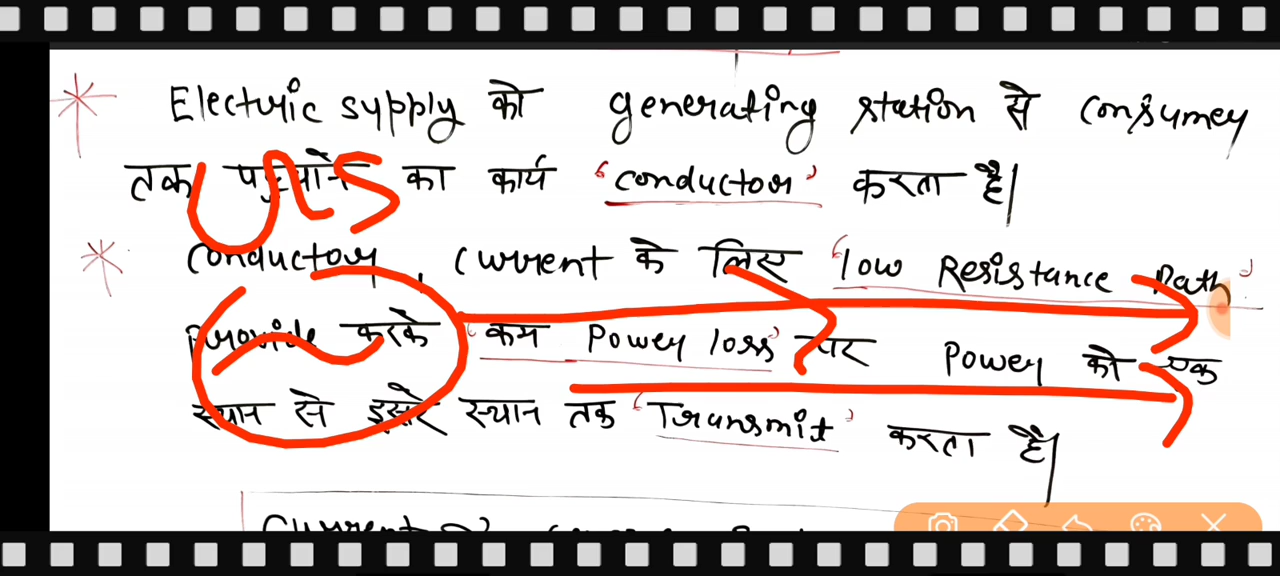 Electric supply को generating station से consumer
तक पहुचाने का कार्य 'conductor' करता है।
Conductor, current के लिए 'low Resistance Path'
provide करके 'कम Power loss' पर Power को एक
स्थान से दूसरे स्थान तक 'Transmit' करता है।
Current